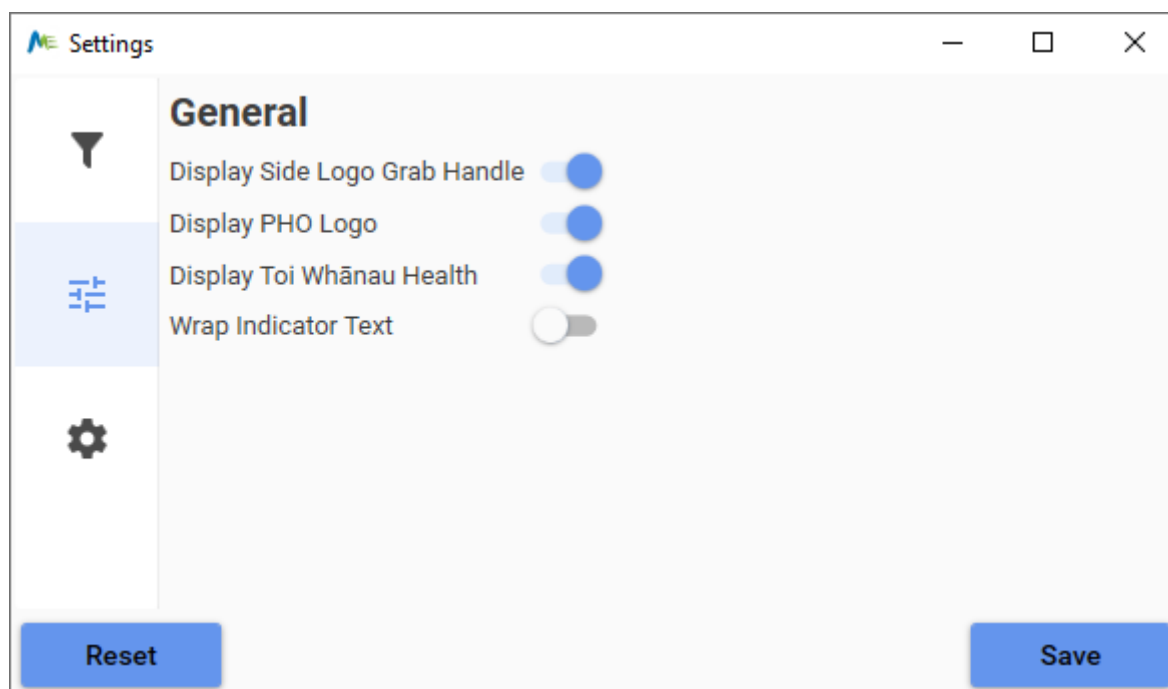 ME Settings
General
Display Side Logo Grab Handle
Display PHO Logo
Display Toi Whānau Health
Wrap Indicator Text
Reset
Save